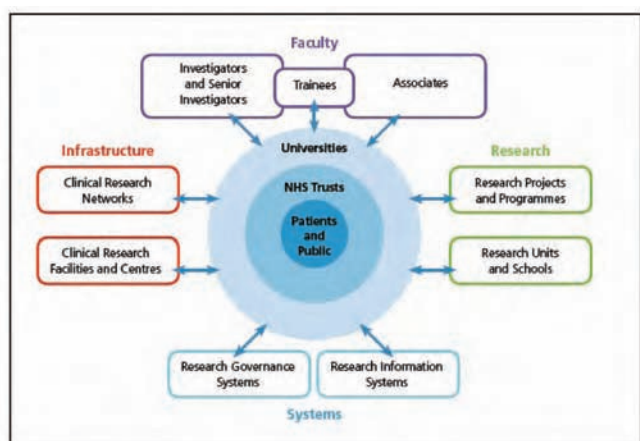 Faculty
Investigators
and Senior
Investigators
Trainees
Associates
Infrastructure
Universities
Research
Clinical Research
Networks
NHS Trusts
Research Projects
and Programmes
Patients
and
Public
Clinical Research
Facilities and Centres
Research Units
and Schools
Research Governance
Systems
Research Information
Systems
Systems